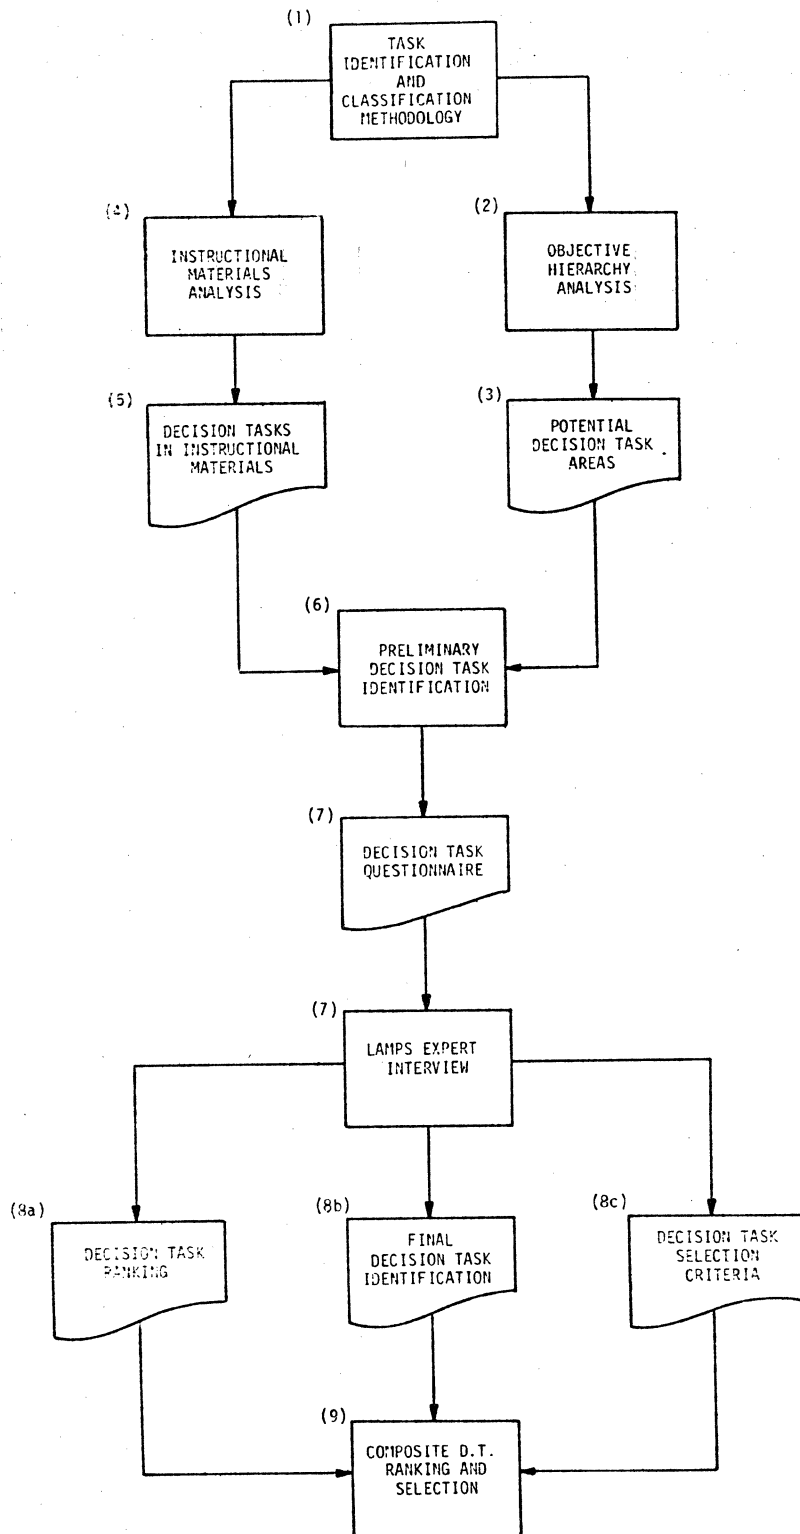 (1)
TASK
IDENTIFICATION
AND
CLASSIFICATION
METHODOLOGY
(4)
INSTRUCTIONAL
MATERIALS
ANALYSIS
(2)
OBJECTIVE
HIERARCHY
ANALYSIS
(5)
DECISION TASKS
IN INSTRUCTIONAL
MATERIALS
(3)
POTENTIAL
DECISION TASK
AREAS
(6)
PRELIMINARY
DECISION TASK
IDENTIFICATION
(7)
DECISION TASK
QUESTIONNAIRE
(7)
LAMPS EXPERT
INTERVIEW
(8a)
DECISION TASK
RANKING
(8b)
FINAL
DECISION TASK
IDENTIFICATION
(8c)
DECISION TASK
SELECTION
CRITERIA
(9)
COMPOSITE D.T.
RANKING AND
SELECTION